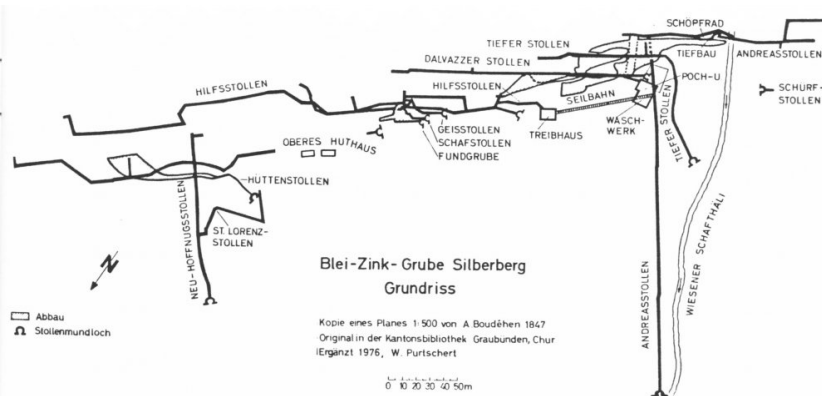 SCHÖPFRAD
TIEFER STOLLEN
TIEFBAU
ANDREASSTOLLEN
DALVAZZER STOLLEN
HILFSSTOLLEN
POCH-U
WÄSCH-
WERK
SEILBAHN
SCHÜRF-
STOLLEN
HILFSSTOLLEN
TREIBHAUS
TIEFER STOLLEN
GEISSTOLLEN
SCHAFSTOLLEN
FUNDGRUBE
OBERES HUTHAUS
HÜTTENSTOLLEN
NEU-HOFFNUGSSTOLLEN
ST. LORENZ-
STOLLEN
ANDREASSTOLLEN
WIESENER SCHAFTHÄLI
N
Blei-Zink-Grube Silberberg
Grundriss
Abbau
Stollenmundloch
Kopie eines Planes 1:500 von A.Boudéhen 1847
Original in der Kantonsbibliothek Graubunden, Chur
(Ergänzt 1976, W. Purtschert
0 10 20 30 40 50m